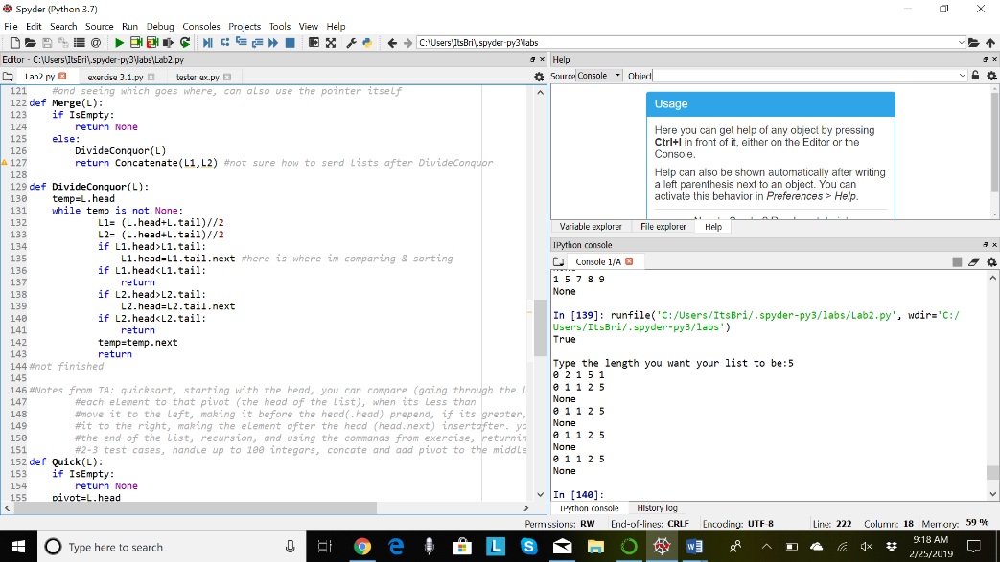 Spyder (Python 3.7)
File Edit Search Source Run Debug Consoles Projects Tools View Help
C:\Users\ItsBri\.spyder-py3\labs
Editor - C:\Users\ItsBri\.spyder-py3\labs\Lab2.py
Help
Lab2.py exercise 3.1.py tester ex.py
Source Console Object
121 #and seeing which goes where, can also use the pointer itself
122 def Merge(L):
123 if IsEmpty:
124 return None
125 else:
126 DivideConquor(L)
127 return Concatenate(L1,L2) #not sure how to send lists after DivideConquor
128
129 def DivideConquor(L):
130 temp=L.head
131 while temp is not None:
132 L1= (L.head+L.tail)//2
133 L2= (L.head+L.tail)//2
134 if L1.head>L1.tail:
135 L1.head=L1.tail.next #here is where im comparing & sorting
136 if L1.head<L1.tail:
137 return
138 if L2.head>L2.tail:
139 L2.head=L2.tail.next
140 if L2.head<L2.tail:
141 return
142 temp=temp.next
143 return
144 #not finished
145
146 #Notes from TA: quicksort, starting with the head, you can compare (going through the
147 #each element to that pivot (the head of the list), when its less than
148 #move it to the left, making it before the head(.head) prepend, if its greater,
149 #it to the right, making the element after the head (head.next) insertafter.
150 #the end of the list, recursion, and using the commands from exercise,
151 #2-3 test cases, handle up to 100 integars, concate and add pivot to the middle
152 def Quick(L):
153 if IsEmpty:
154 return None
155 pivot=L.head
Usage
Here you can get help of any object by pressing
Ctrl+I in front of it, either on the Editor or the
Console.
Help can also be shown automatically after writing
a left parenthesis next to an object. You can
activate this behavior in Preferences > Help.
Variable explorer File explorer Help
IPython console
Console 1/A
None
1 5 7 8 9
None
In [139]: runfile('C:/Users/ItsBri/.spyder-py3/labs/Lab2.py', wdir='C:/
Users/ItsBri/.spyder-py3/labs')
True
Type the length you want your list to be:5
0 2 1 5 1
0 1 1 2 5
None
0 1 1 2 5
None
0 1 1 2 5
None
0 1 1 2 5
None
In [140]:
IPython console History log
Permissions: RW End-of-lines: CRLF Encoding: UTF-8 Line: 222 Column: 18 Memory: 59 %
Type here to search
9:18 AM
2/25/2019